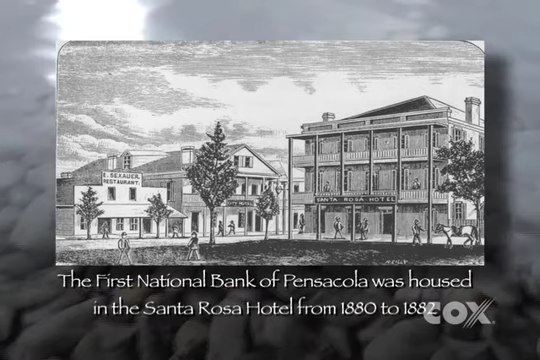 E. SEXAUER
RESTAURANT.
SANTA ROSA HOTEL
The First National Bank of Pensacola was housed
in the Santa Rosa Hotel from 1880 to 1882.
COX